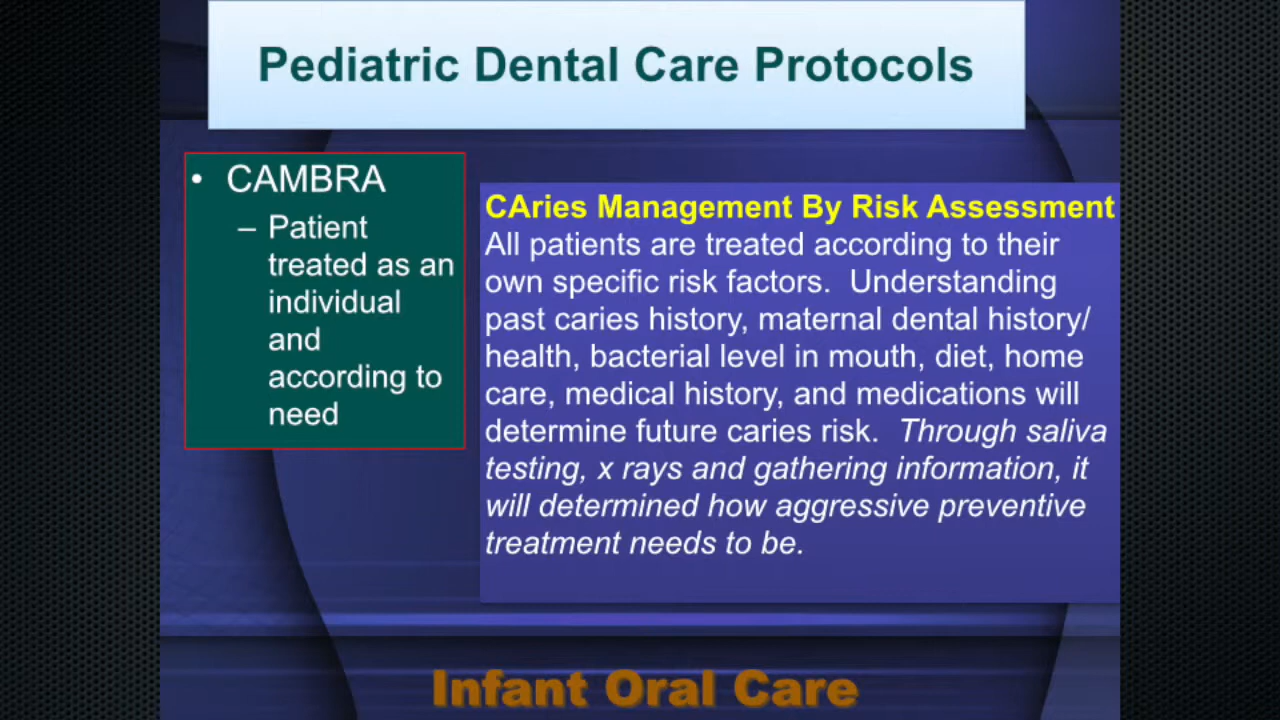 Pediatric Dental Care Protocols
• CAMBRA
– Patient
treated as an
individual
and
according to
need
CAries Management By Risk Assessment
All patients are treated according to their
own specific risk factors.  Understanding
past caries history, maternal dental history/
health, bacterial level in mouth, diet, home
care, medical history, and medications will
determine future caries risk.  Through saliva
testing, x rays and gathering information, it
will determined how aggressive preventive
treatment needs to be.
Infant Oral Care